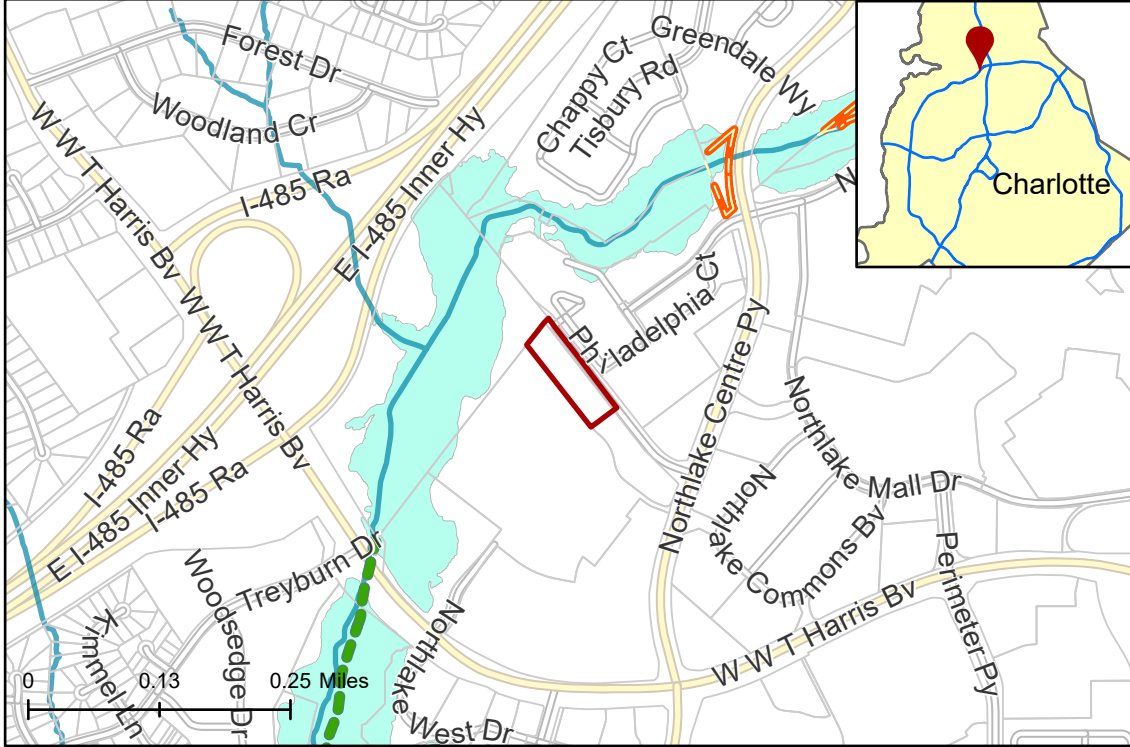 Forest Dr
Woodland Cr
W W T Harris Bv
I-485 Ra
E I-485 Inner Hy
Chappy Ct
Tisbury Rd
Greendale Wy
N
Charlotte
W W T Harris Bv
Philadelphia Ct
Northlake Centre Py
I-485 Ra
E I-485 Inner Hy
I-485 Ra
Northlake Mall Dr
Northlake Commons Bv
Perimeter Py
W W T Harris Bv
Treyburn Dr
Woodsedge Dr
Kimmel Ln
Northlake West Dr
0 0.13 0.25 Miles